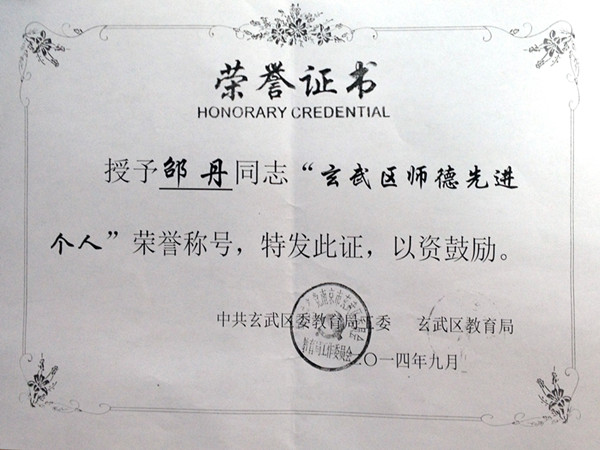 荣誉证书
HONORARY CREDENTIAL
授予邵丹同志“玄武区师德先进
个人”荣誉称号，特发此证，以资鼓励。
中共玄武区委教育局工委 玄武区教育局
二〇一四年九月